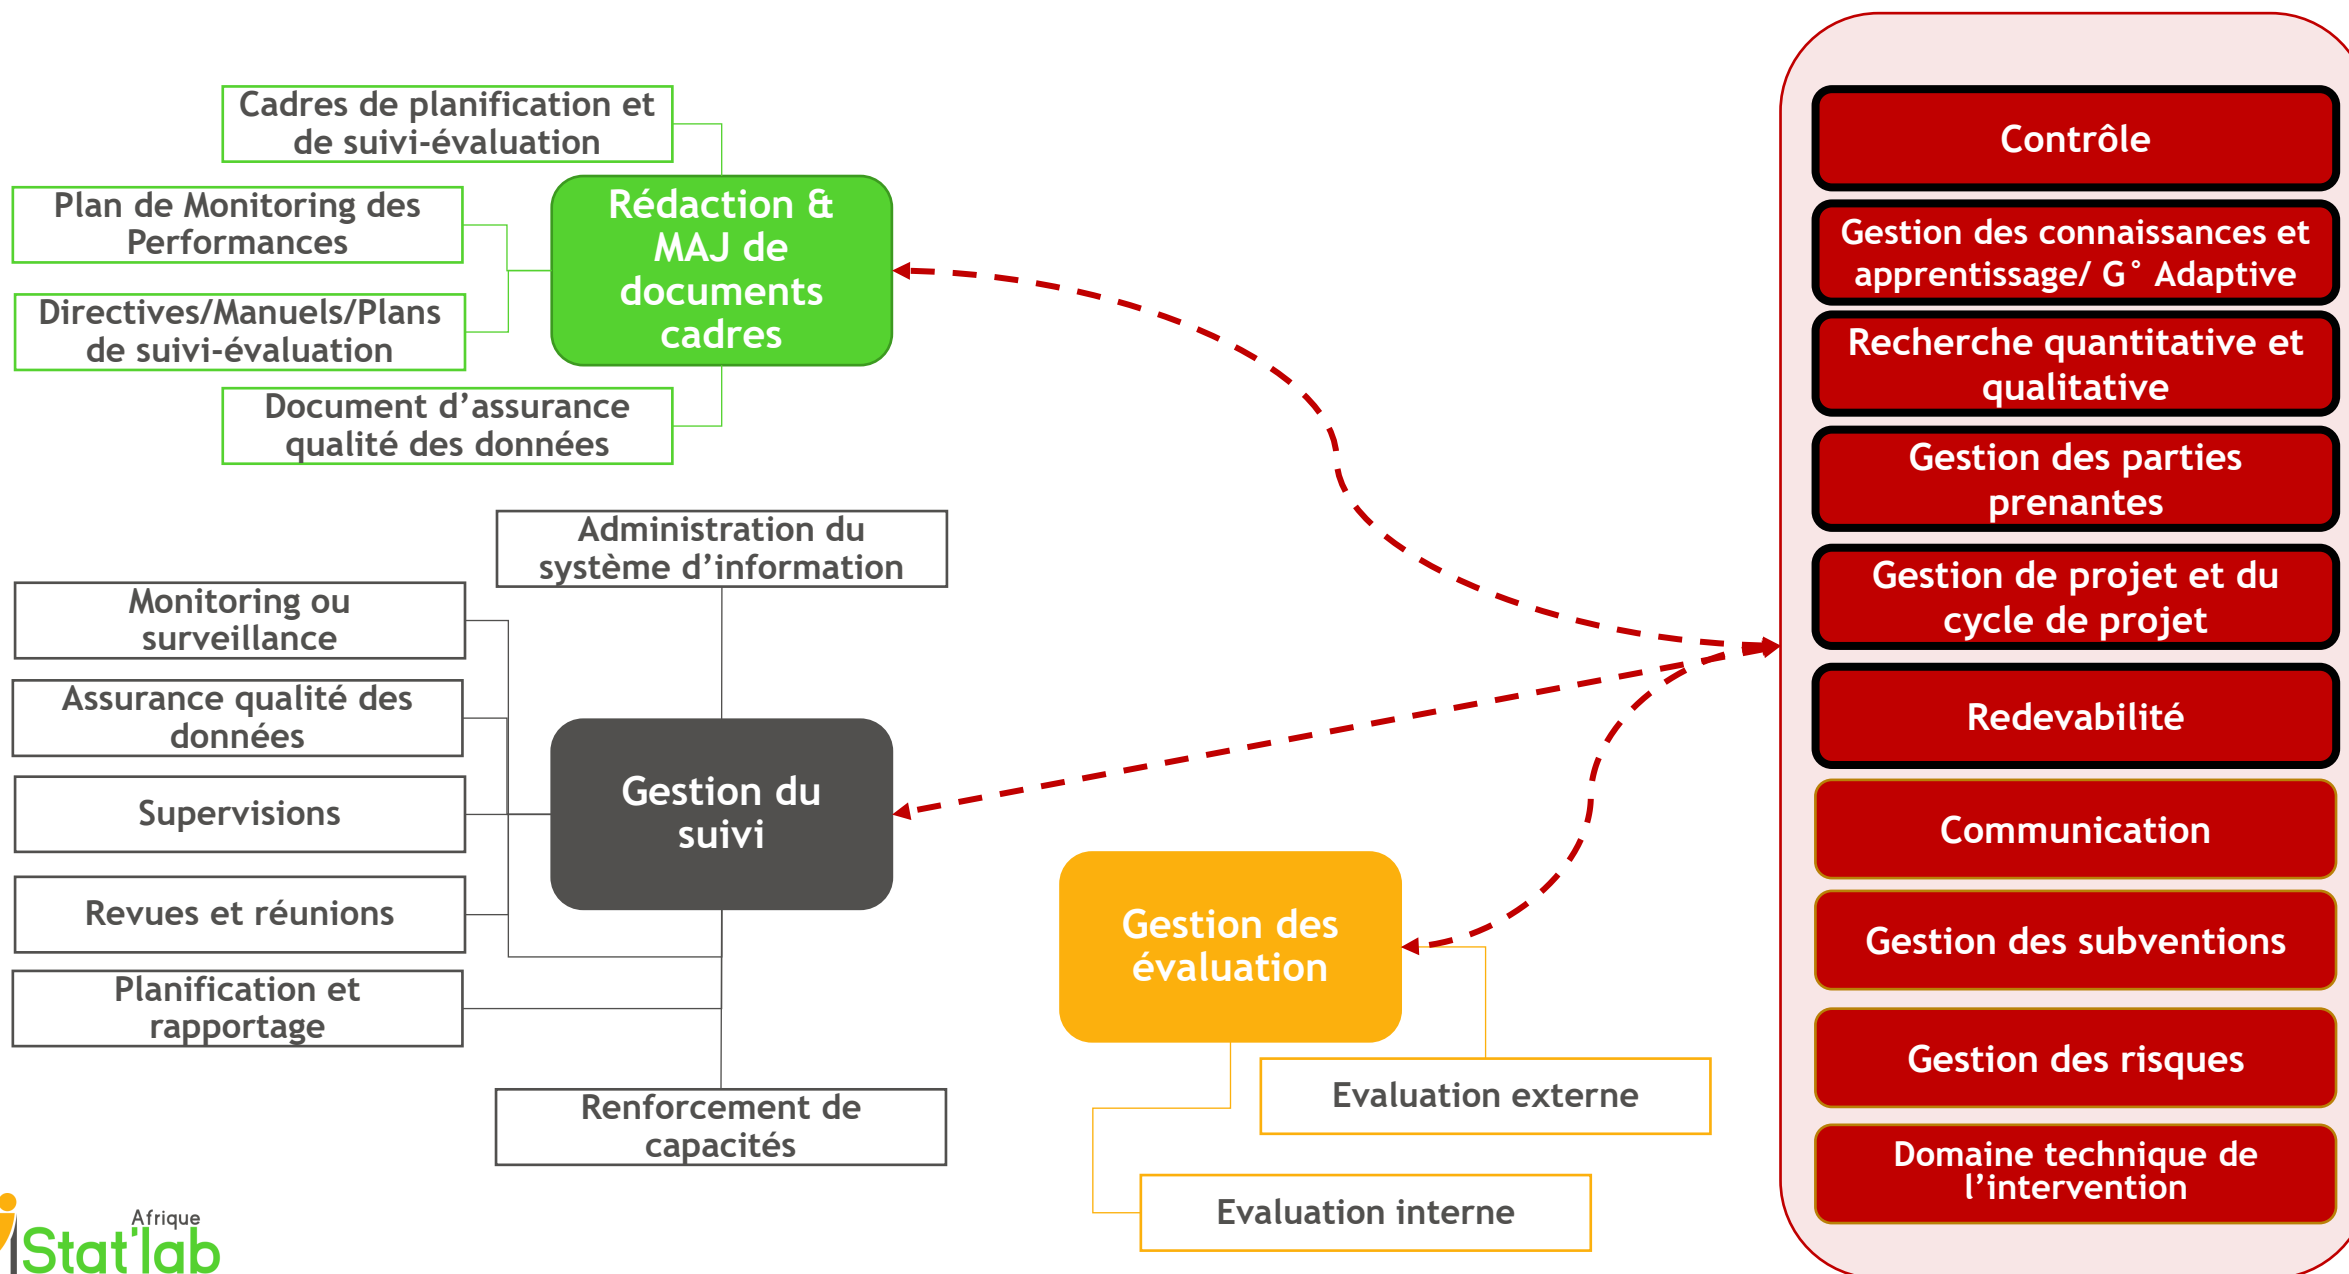 Cadres de planification et
de suivi-évaluation
Plan de Monitoring des
Performances
Directives/Manuels/Plans
de suivi-évaluation
Document d’assurance
qualité des données
Rédaction &
MAJ de
documents
cadres
Administration du
système d’information
Monitoring ou
surveillance
Assurance qualité des
données
Supervisions
Revues et réunions
Planification et
rapportage
Renforcement de
capacités
Gestion du
suivi
Gestion des
évaluation
Evaluation externe
Evaluation interne
Contrôle
Gestion des connaissances et
apprentissage/ G° Adaptive
Recherche quantitative et
qualitative
Gestion des parties
prenantes
Gestion de projet et du
cycle de projet
Redevabilité
Communication
Gestion des subventions
Gestion des risques
Domaine technique de
l’intervention
Afrique
iStat'lab